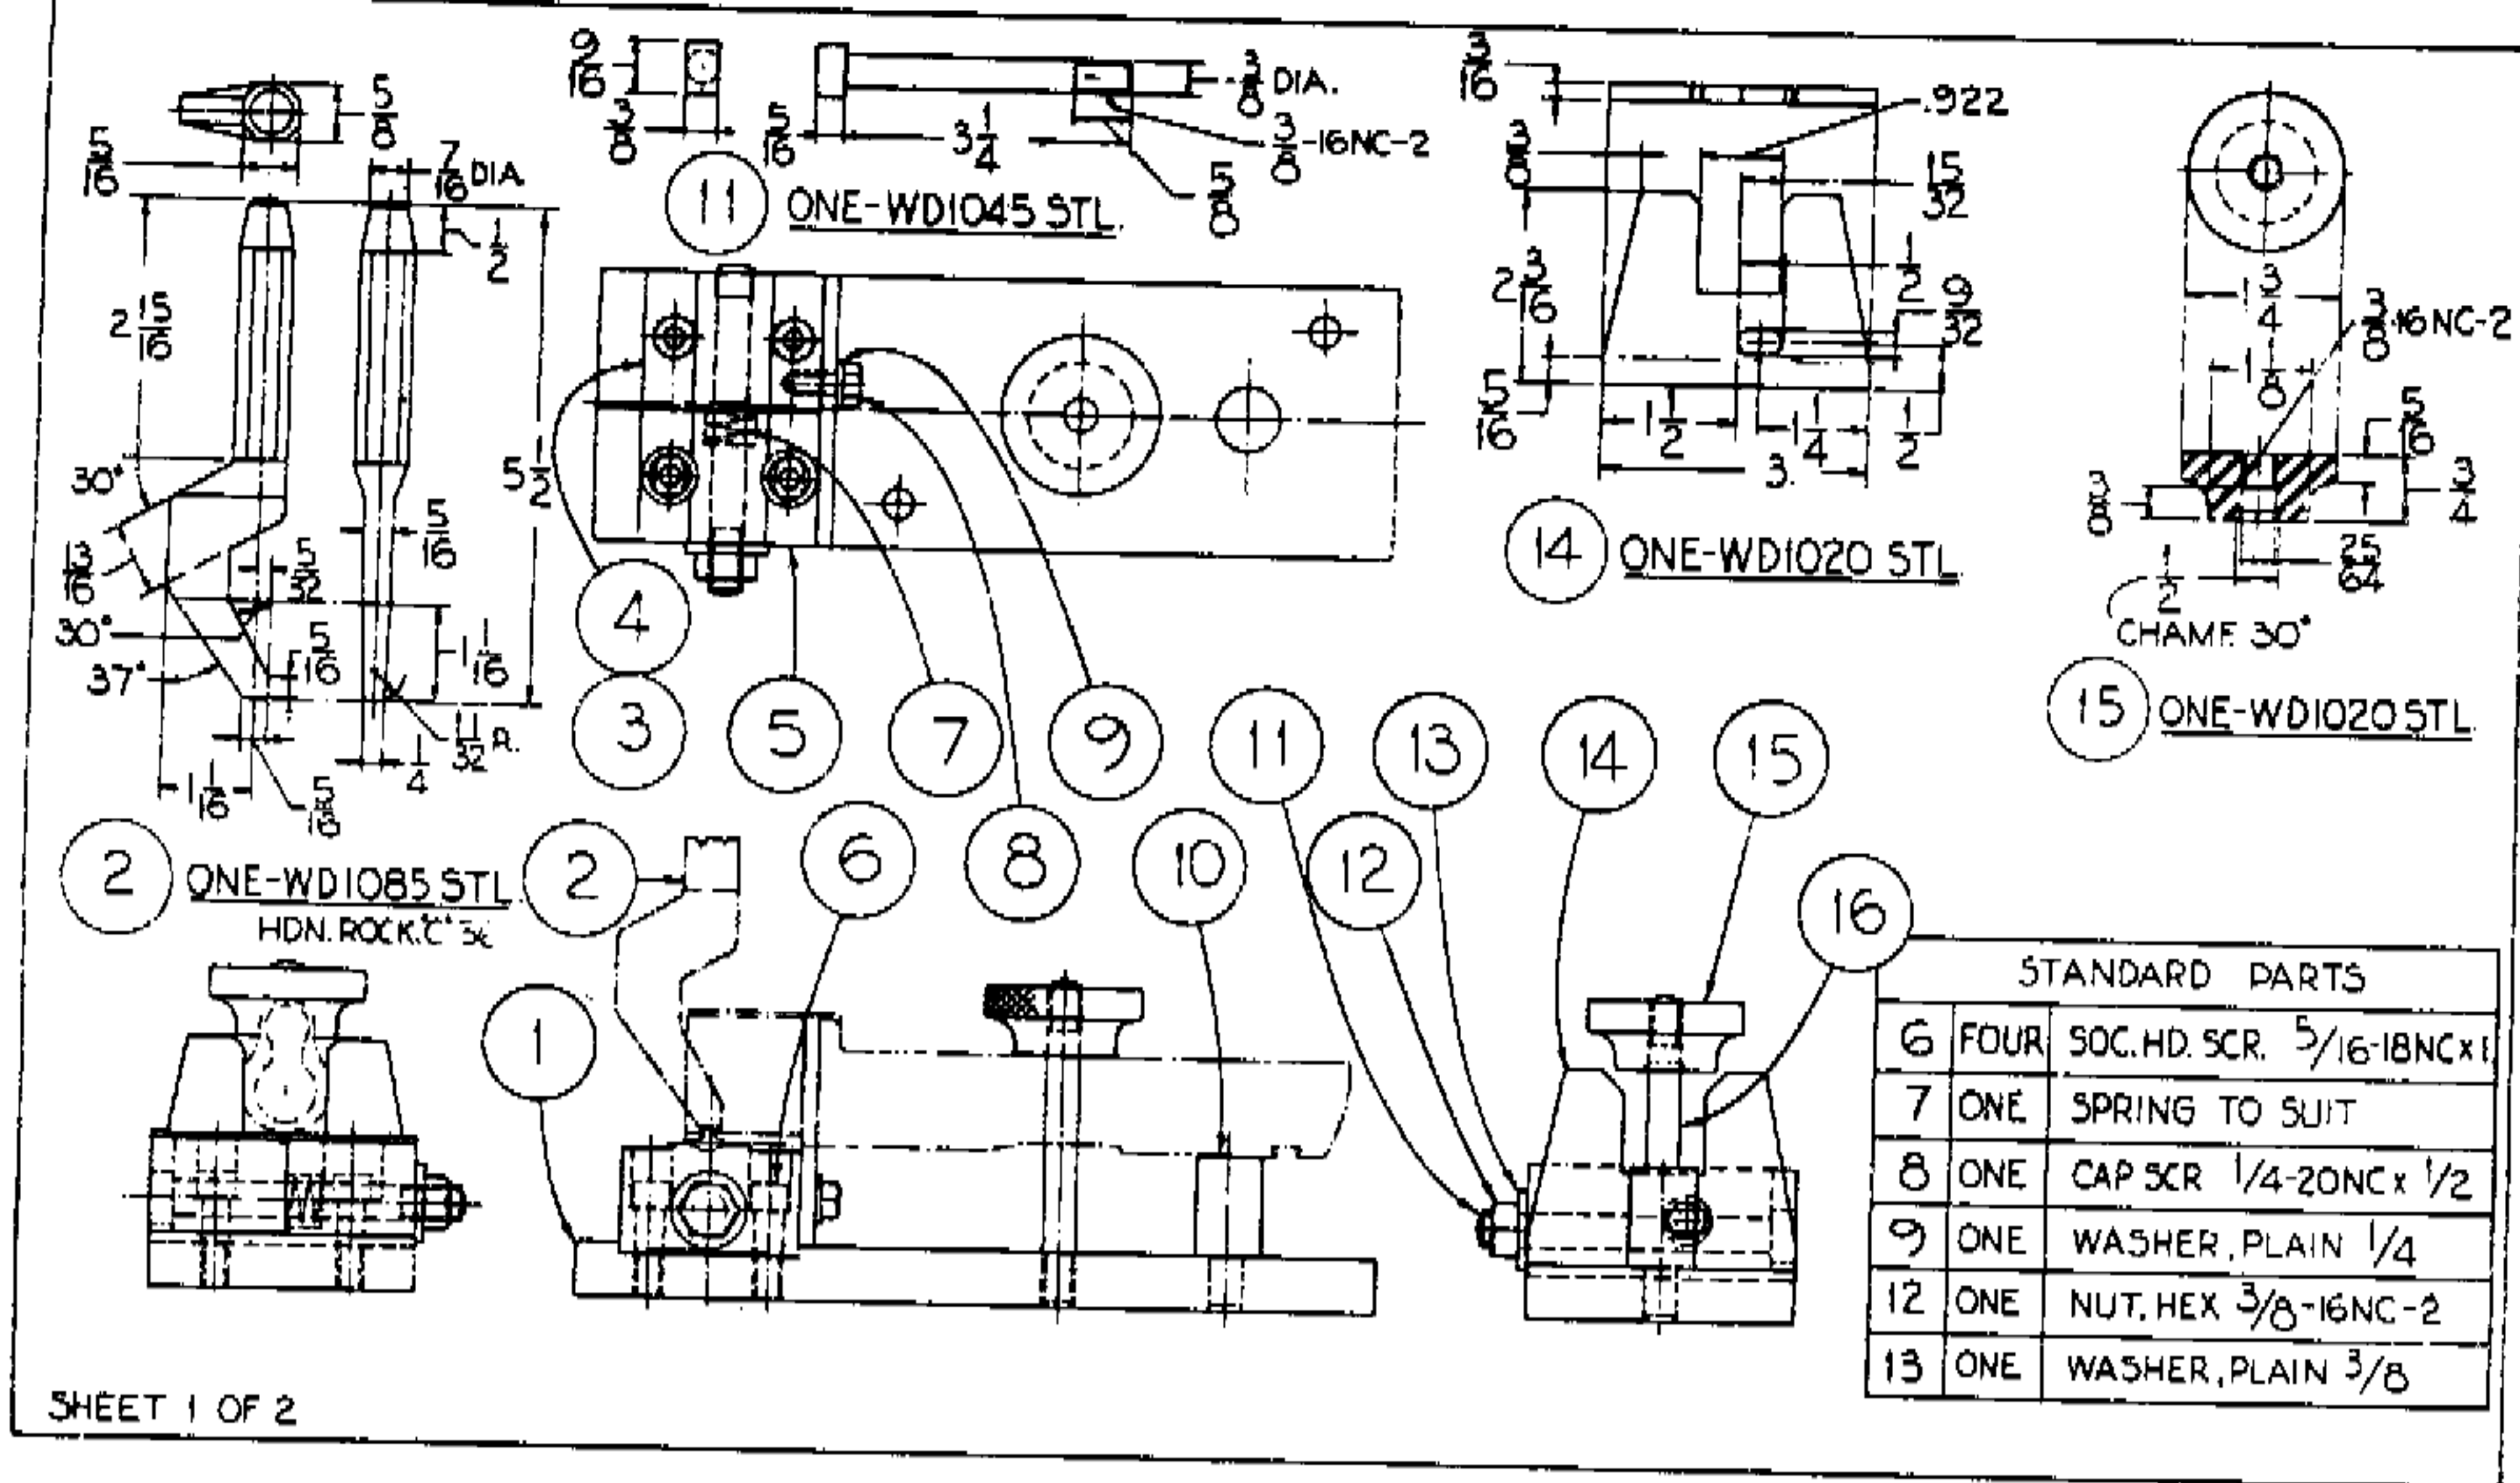 5/8
5/16
7/16 DIA.
1/2
2 15/16
5 1/2
30°
13/16
5/32
5/16
30°
5/16
37°
1 1/16
11/32 R.
1/4
1 1/16
5/16
2 ONE-WD1085 STL.
HDN. ROCK. "C"
9/16
3/8
5/16
3 1/4
3/8 DIA.
3/8-16NC-2
5/8
11 ONE-WD1045 STL.
3/16
.922
3/8
15/32
2 3/16
1/2
9/32
5/16
1 1/2
1 1/4
1/2
3
14 ONE-WD1020 STL.
1 3/4
3/8-16NC-2
1 1/8
5/16
3/8
3/4
25/64
1/2
CHAMF. 30°
15 ONE-WD1020 STL.
4
3
5
7
9
11
13
14
15
2
6
8
10
12
16
1
STANDARD PARTS
6 FOUR SOC. HD. SCR. 5/16-18NC x 1
7 ONE SPRING TO SUIT
8 ONE CAP SCR 1/4-20NC x 1/2
9 ONE WASHER, PLAIN 1/4
12 ONE NUT, HEX 3/8-16NC-2
13 ONE WASHER, PLAIN 3/8
SHEET 1 OF 2